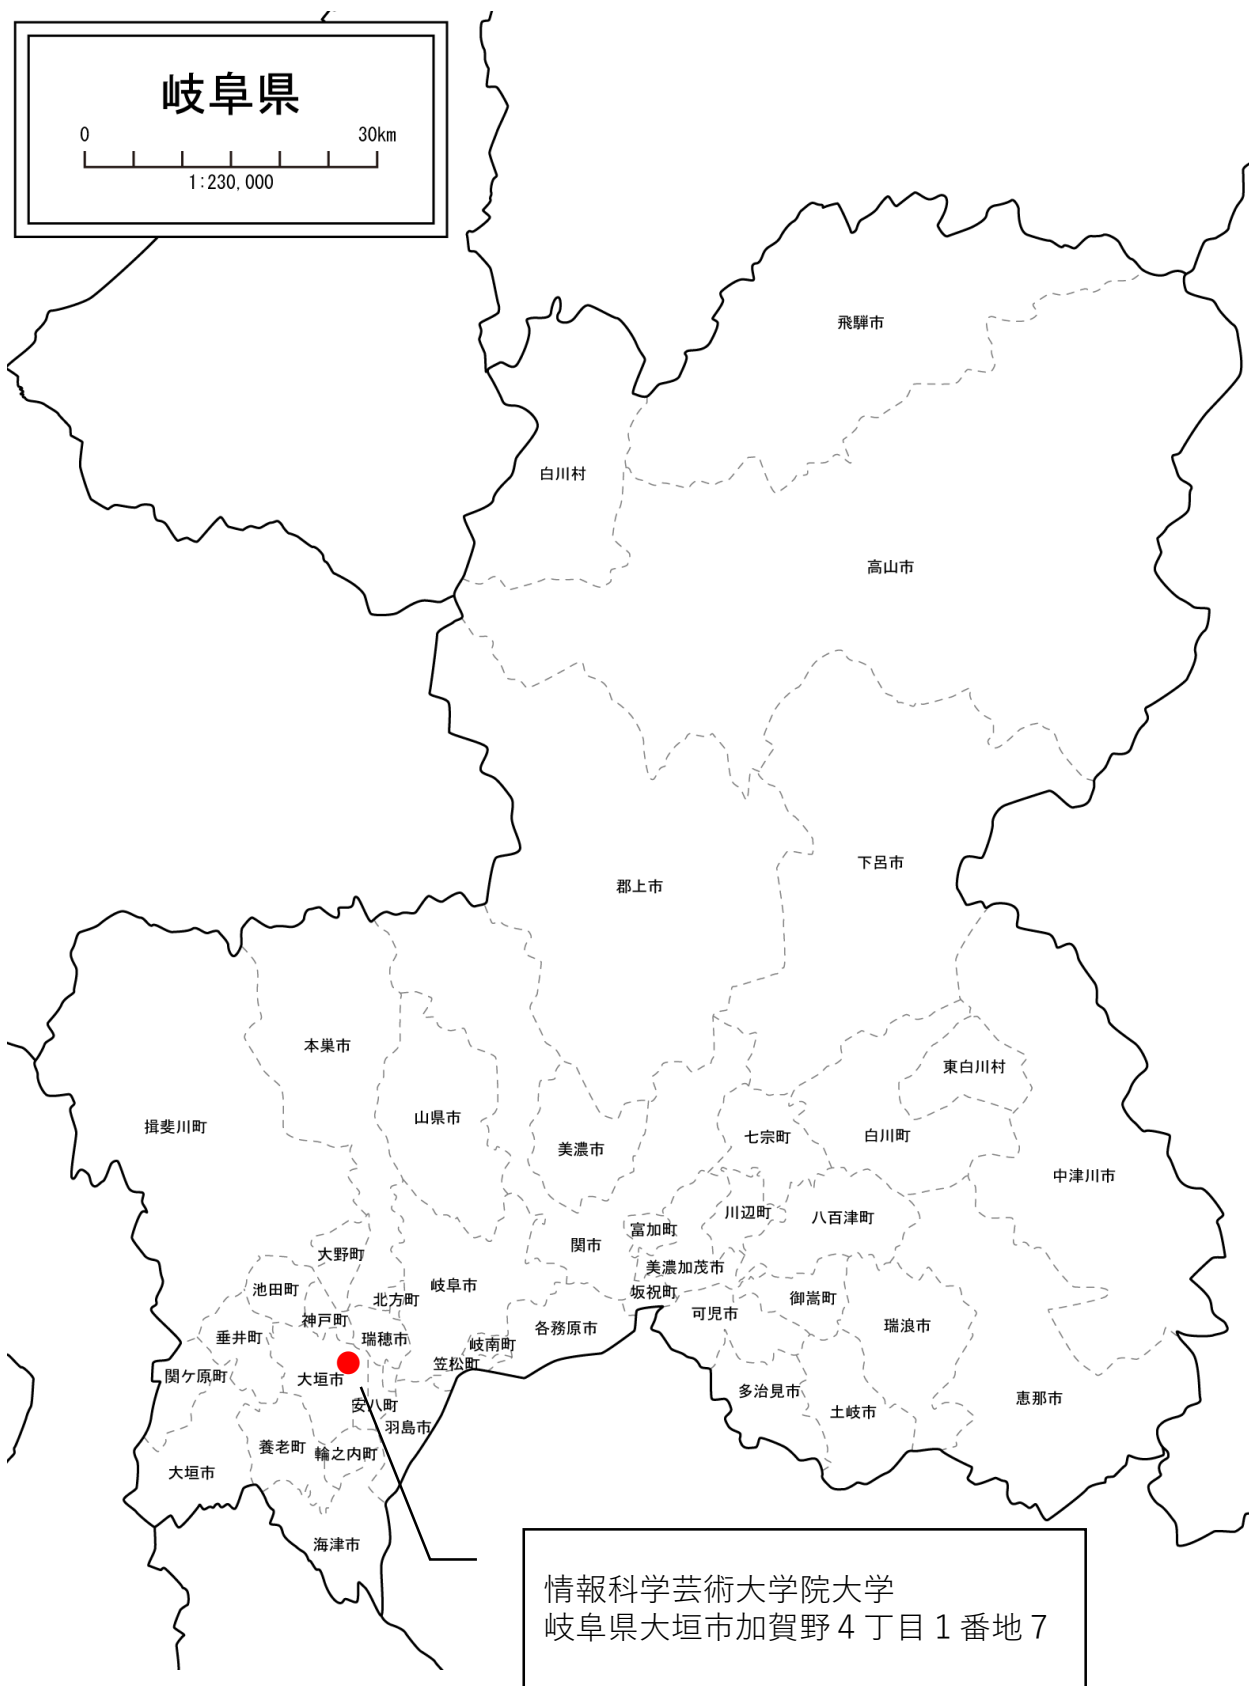 岐阜県
0 30km
1:230,000
飛騨市
白川村
高山市
下呂市
郡上市
本巣市
東白川村
山県市
揖斐川町
七宗町
白川町
美濃市
中津川市
川辺町
八百津町
富加町
関市
大野町
美濃加茂市
岐阜市
池田町
坂祝町
北方町
御嵩町
可児市
神戸町
瑞浪市
各務原市
垂井町
瑞穂市
岐南町
笠松町
関ケ原町
大垣市
多治見市
恵那市
安八町
土岐市
羽島市
養老町
輪之内町
大垣市
海津市
情報科学芸術大学院大学
岐阜県大垣市加賀野4丁目1番地7